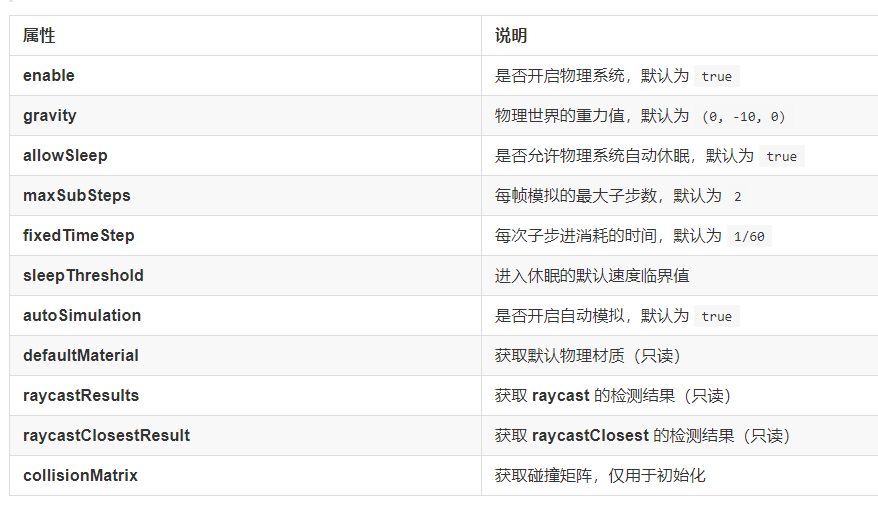 属性 说明
enable 是否开启物理系统，默认为 true
gravity 物理世界的重力值，默认为 (0, -10, 0)
allowSleep 是否允许物理系统自动休眠，默认为 true
maxSubSteps 每帧模拟的最大子步数，默认为 2
fixedTimeStep 每次子步进消耗的时间，默认为 1/60
sleepThreshold 进入休眠的默认速度临界值
autoSimulation 是否开启自动模拟，默认为 true
defaultMaterial 获取默认物理材质（只读）
raycastResults 获取 raycast 的检测结果（只读）
raycastClosestResult 获取 raycastClosest 的检测结果（只读）
collisionMatrix 获取碰撞矩阵，仅用于初始化